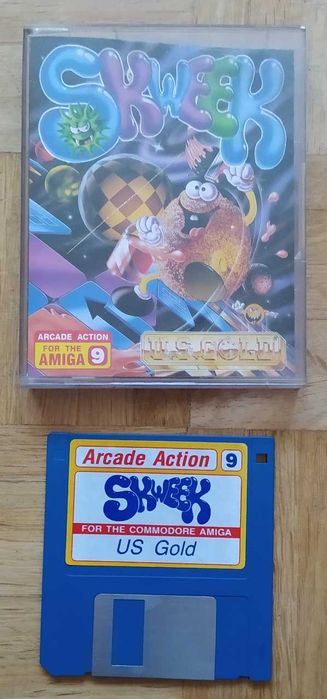 SKWEEK
ARCADE ACTION
FOR THE
AMIGA 9
U.S. GOLD
Arcade Action 9
SKWEEK
FOR THE COMMODORE AMIGA
US Gold